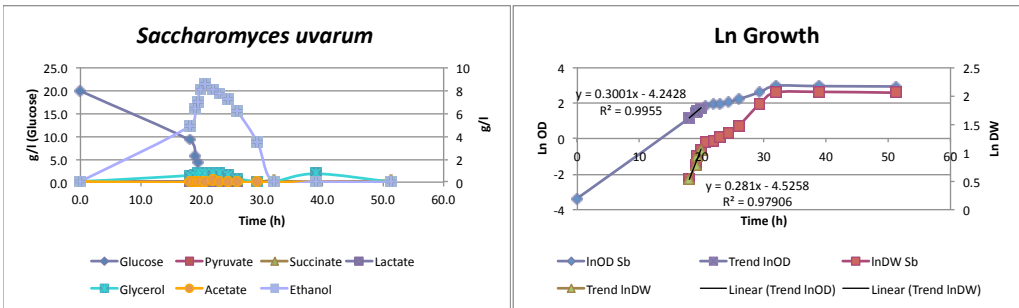 Saccharomyces uvarum
25.0
20.0
15.0
10.0
5.0
0.0
g/l (Glucose)
10
8
6
4
2
0
g/l
0.0 10.0 20.0 30.0 40.0 50.0 60.0
Time (h)
Glucose Pyruvate Succinate Lactate
Glycerol Acetate Ethanol
Ln Growth
4
2
0
-2
-4
Ln OD
2.5
2
1.5
1
0.5
0
Ln DW
y = 0.3001x - 4.2428
R² = 0.9955
y = 0.281x - 4.5258
R² = 0.97906
0 10 20 30 40 50 60
Time (h)
lnOD Sb Trend lnOD lnDW Sb
Trend lnDW Linear (Trend lnOD) Linear (Trend lnDW)